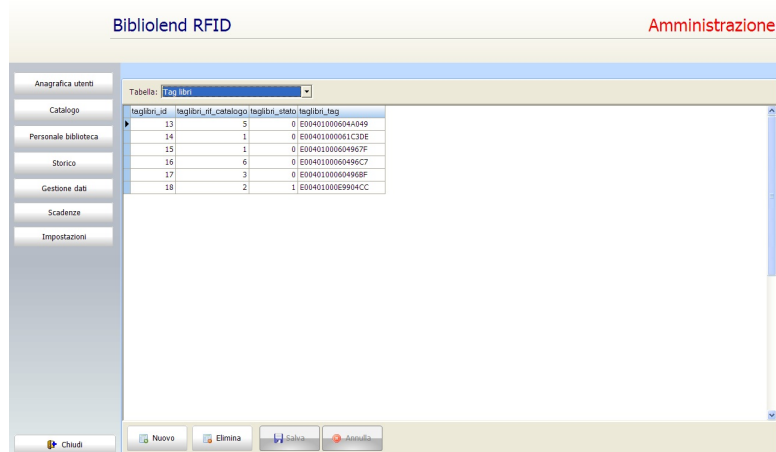 Bibliolend RFID
Amministrazione
Anagrafica utenti
Catalogo
Personale biblioteca
Storico
Gestione dati
Scadenze
Impostazioni
Chiudi
Tabella: Tag libri
taglibri_id taglibri_rif_catalogo taglibri_stato taglibri_tag
13 5 0 E00401000604A049
14 1 0 E00401000061C3DE
15 1 0 E00401000604967F
16 6 0 E0040100060496C7
17 3 0 E0040100060496BF
18 2 1 E00401000E9904CC
Nuovo Elimina Salva Annulla